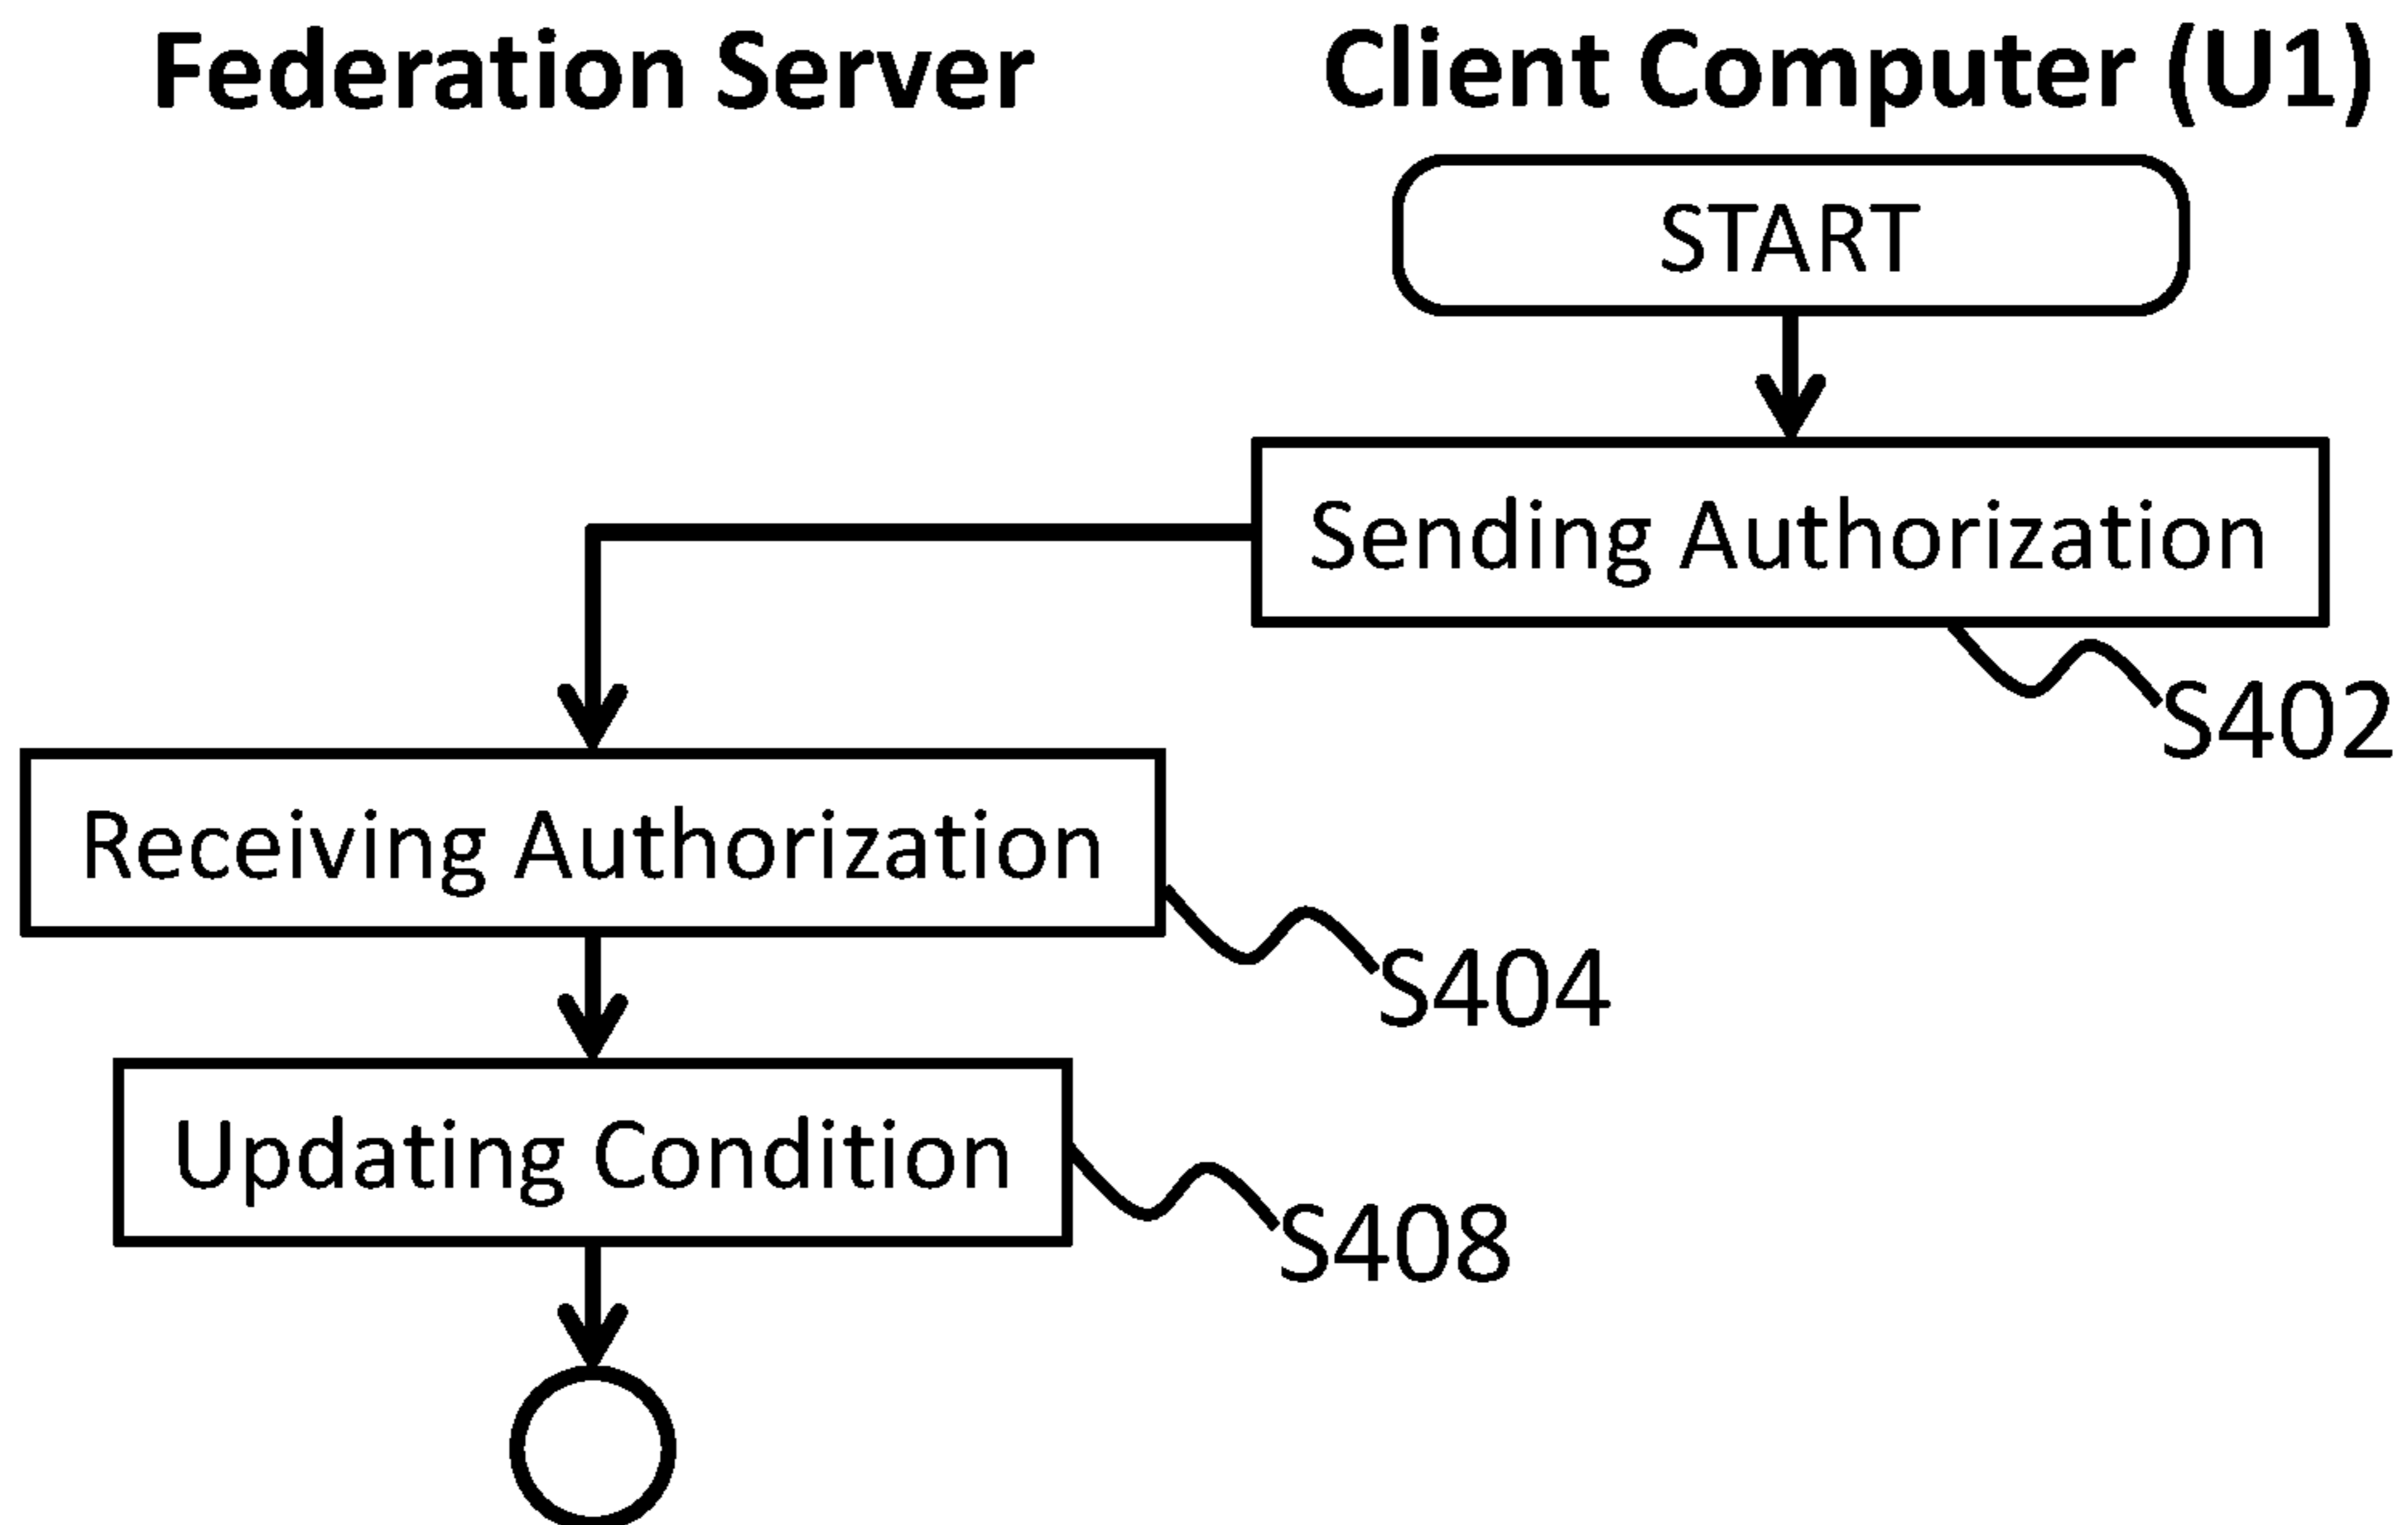 Federation Server
Client Computer (U1)
START
Sending Authorization
S402
Receiving Authorization
S404
Updating Condition
S408